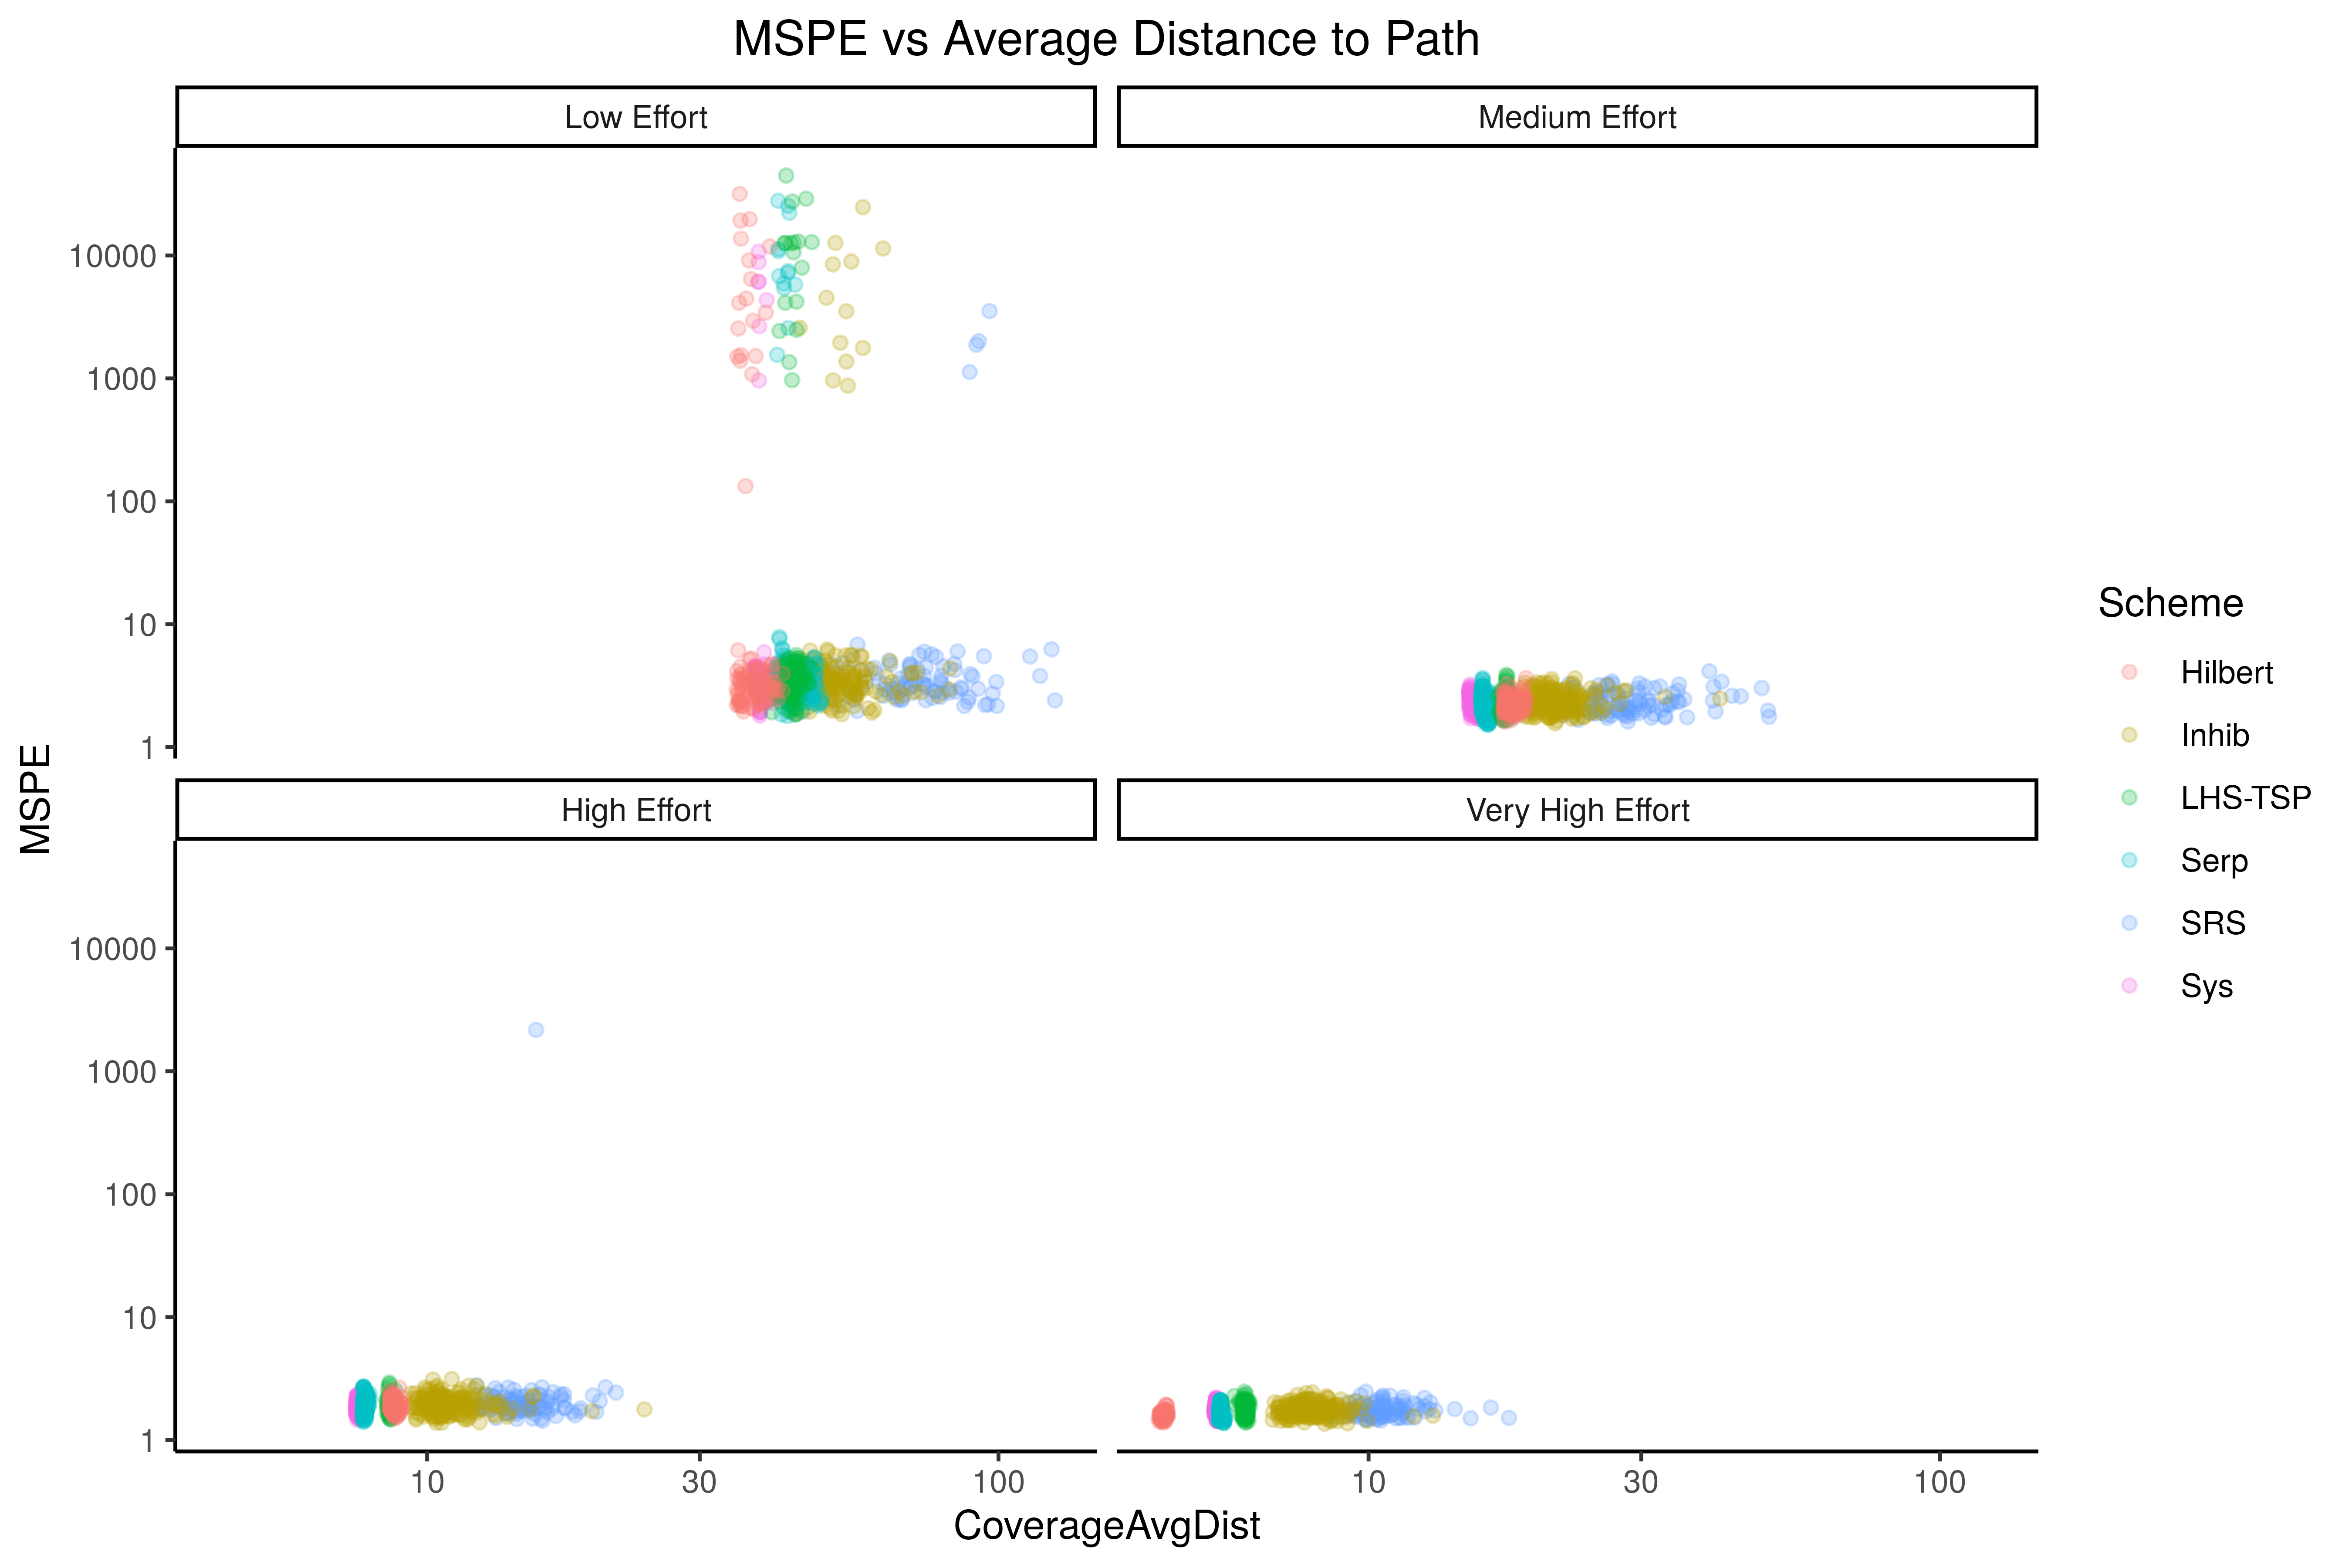 MSPE vs Average Distance to Path
Low Effort
Medium Effort
10000
1000
100
10
1
High Effort
Very High Effort
10000
1000
100
10
1
10
30
100
10
30
100
CoverageAvgDist
MSPE
Scheme
Hilbert
Inhib
LHS-TSP
Serp
SRS
Sys